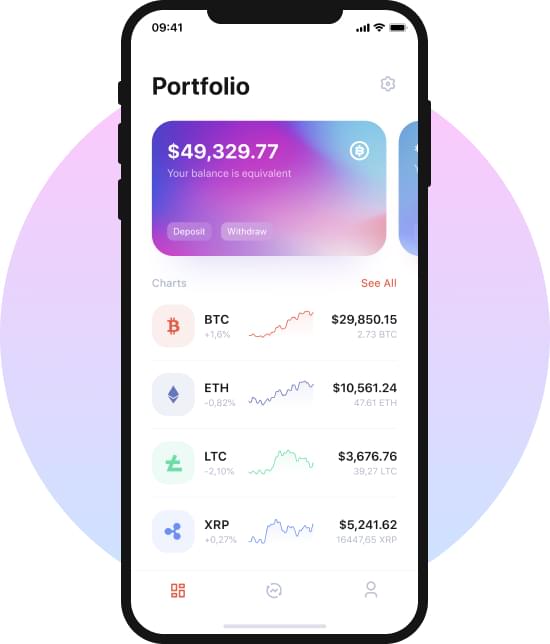 09:41
Portfolio
$49,329.77
Your balance is equivalent
Deposit Withdraw
Charts See All
BTC $29,850.15
+1,6% 2.73 BTC
ETH $10,561.24
-0,82% 47.61 ETH
LTC $3,676.76
-2,10% 39,27 LTC
XRP $5,241.62
+0,27% 16447,65 XRP